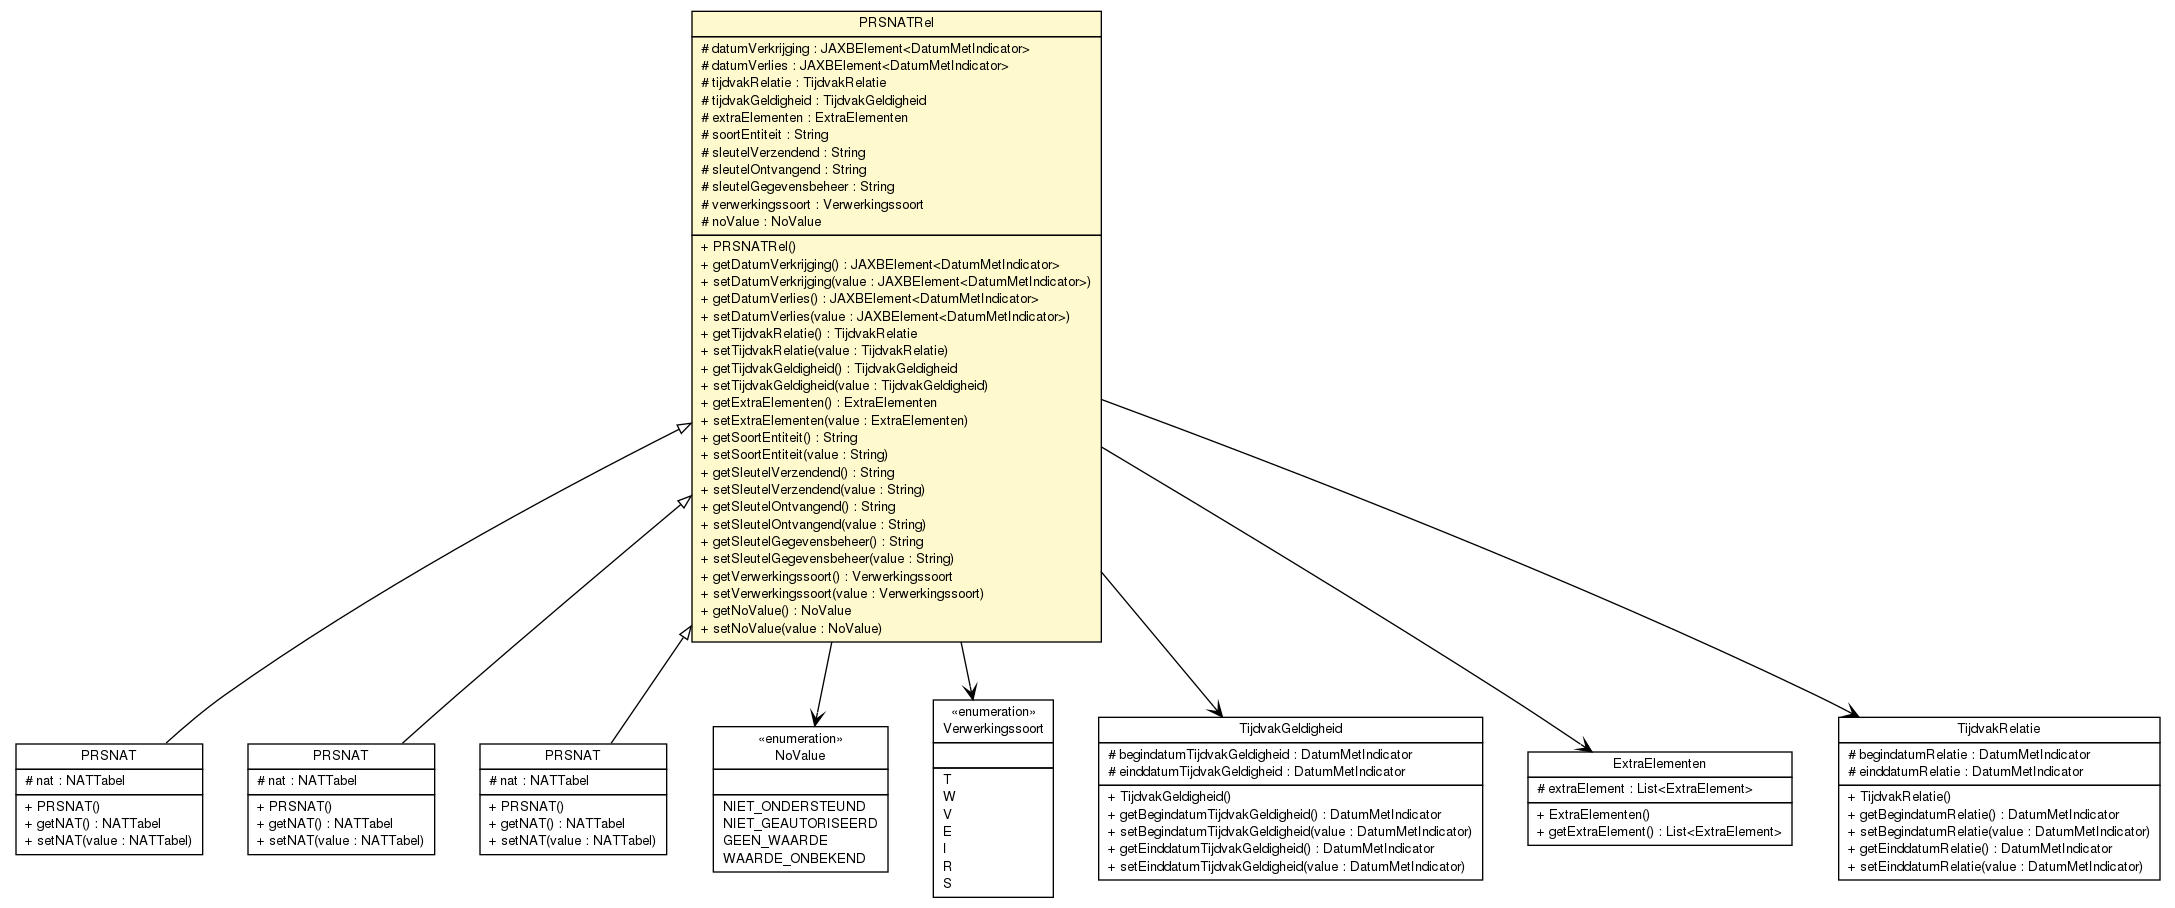 PRSNATRel
# datumVerkrijging : JAXBElement<DatumMetIndicator>
# datumVerlies : JAXBElement<DatumMetIndicator>
# tijdvakRelatie : TijdvakRelatie
# tijdvakGeldigheid : TijdvakGeldigheid
# extraElementen : ExtraElementen
# soortEntiteit : String
# sleutelVerzendend : String
# sleutelOntvangend : String
# sleutelGegevensbeheer : String
# verwerkingssoort : Verwerkingssoort
# noValue : NoValue
+ PRSNATRel()
+ getDatumVerkrijging() : JAXBElement<DatumMetIndicator>
+ setDatumVerkrijging(value : JAXBElement<DatumMetIndicator>)
+ getDatumVerlies() : JAXBElement<DatumMetIndicator>
+ setDatumVerlies(value : JAXBElement<DatumMetIndicator>)
+ getTijdvakRelatie() : TijdvakRelatie
+ setTijdvakRelatie(value : TijdvakRelatie)
+ getTijdvakGeldigheid() : TijdvakGeldigheid
+ setTijdvakGeldigheid(value : TijdvakGeldigheid)
+ getExtraElementen() : ExtraElementen
+ setExtraElementen(value : ExtraElementen)
+ getSoortEntiteit() : String
+ setSoortEntiteit(value : String)
+ getSleutelVerzendend() : String
+ setSleutelVerzendend(value : String)
+ getSleutelOntvangend() : String
+ setSleutelOntvangend(value : String)
+ getSleutelGegevensbeheer() : String
+ setSleutelGegevensbeheer(value : String)
+ getVerwerkingssoort() : Verwerkingssoort
+ setVerwerkingssoort(value : Verwerkingssoort)
+ getNoValue() : NoValue
+ setNoValue(value : NoValue)
PRSNAT
# nat : NATTabel
+ PRSNAT()
+ getNAT() : NATTabel
+ setNAT(value : NATTabel)
PRSNAT
# nat : NATTabel
+ PRSNAT()
+ getNAT() : NATTabel
+ setNAT(value : NATTabel)
PRSNAT
# nat : NATTabel
+ PRSNAT()
+ getNAT() : NATTabel
+ setNAT(value : NATTabel)
«enumeration»
NoValue
NIET_ONDERSTEUND
NIET_GEAUTORISEERD
GEEN_WAARDE
WAARDE_ONBEKEND
«enumeration»
Verwerkingssoort
T
W
V
E
I
R
S
TijdvakGeldigheid
# begindatumTijdvakGeldigheid : DatumMetIndicator
# einddatumTijdvakGeldigheid : DatumMetIndicator
+ TijdvakGeldigheid()
+ getBegindatumTijdvakGeldigheid() : DatumMetIndicator
+ setBegindatumTijdvakGeldigheid(value : DatumMetIndicator)
+ getEinddatumTijdvakGeldigheid() : DatumMetIndicator
+ setEinddatumTijdvakGeldigheid(value : DatumMetIndicator)
ExtraElementen
# extraElement : List<ExtraElement>
+ ExtraElementen()
+ getExtraElement() : List<ExtraElement>
TijdvakRelatie
# begindatumRelatie : DatumMetIndicator
# einddatumRelatie : DatumMetIndicator
+ TijdvakRelatie()
+ getBegindatumRelatie() : DatumMetIndicator
+ setBegindatumRelatie(value : DatumMetIndicator)
+ getEinddatumRelatie() : DatumMetIndicator
+ setEinddatumRelatie(value : DatumMetIndicator)